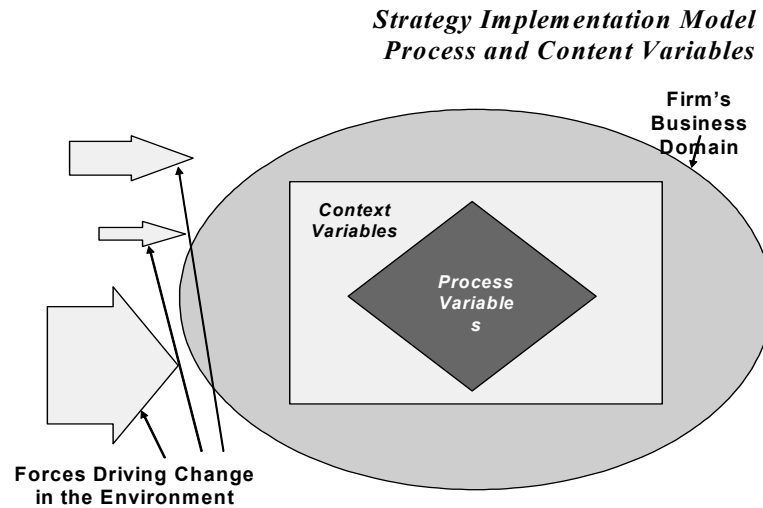 Strategy Implementation Model
Process and Content Variables
Firm's
Business
Domain
Context
Variables
Process
Variable
s
Forces Driving Change
in the Environment